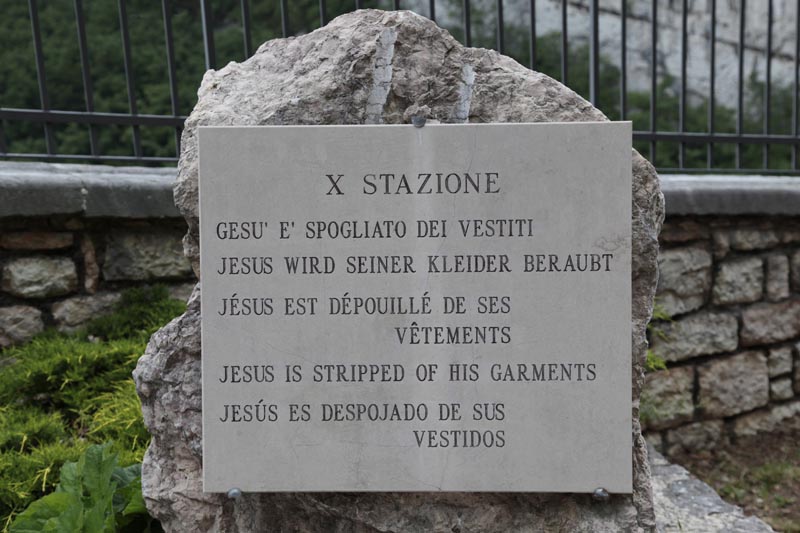 X STAZIONE
GESU' E' SPOGLIATO DEI VESTITI
JESUS WIRD SEINER KLEIDER BERAUBT
JÉSUS EST DÉPOUILLÉ DE SES
VÊTEMENTS
JESUS IS STRIPPED OF HIS GARMENTS
JESÚS ES DESPOJADO DE SUS
VESTIDOS